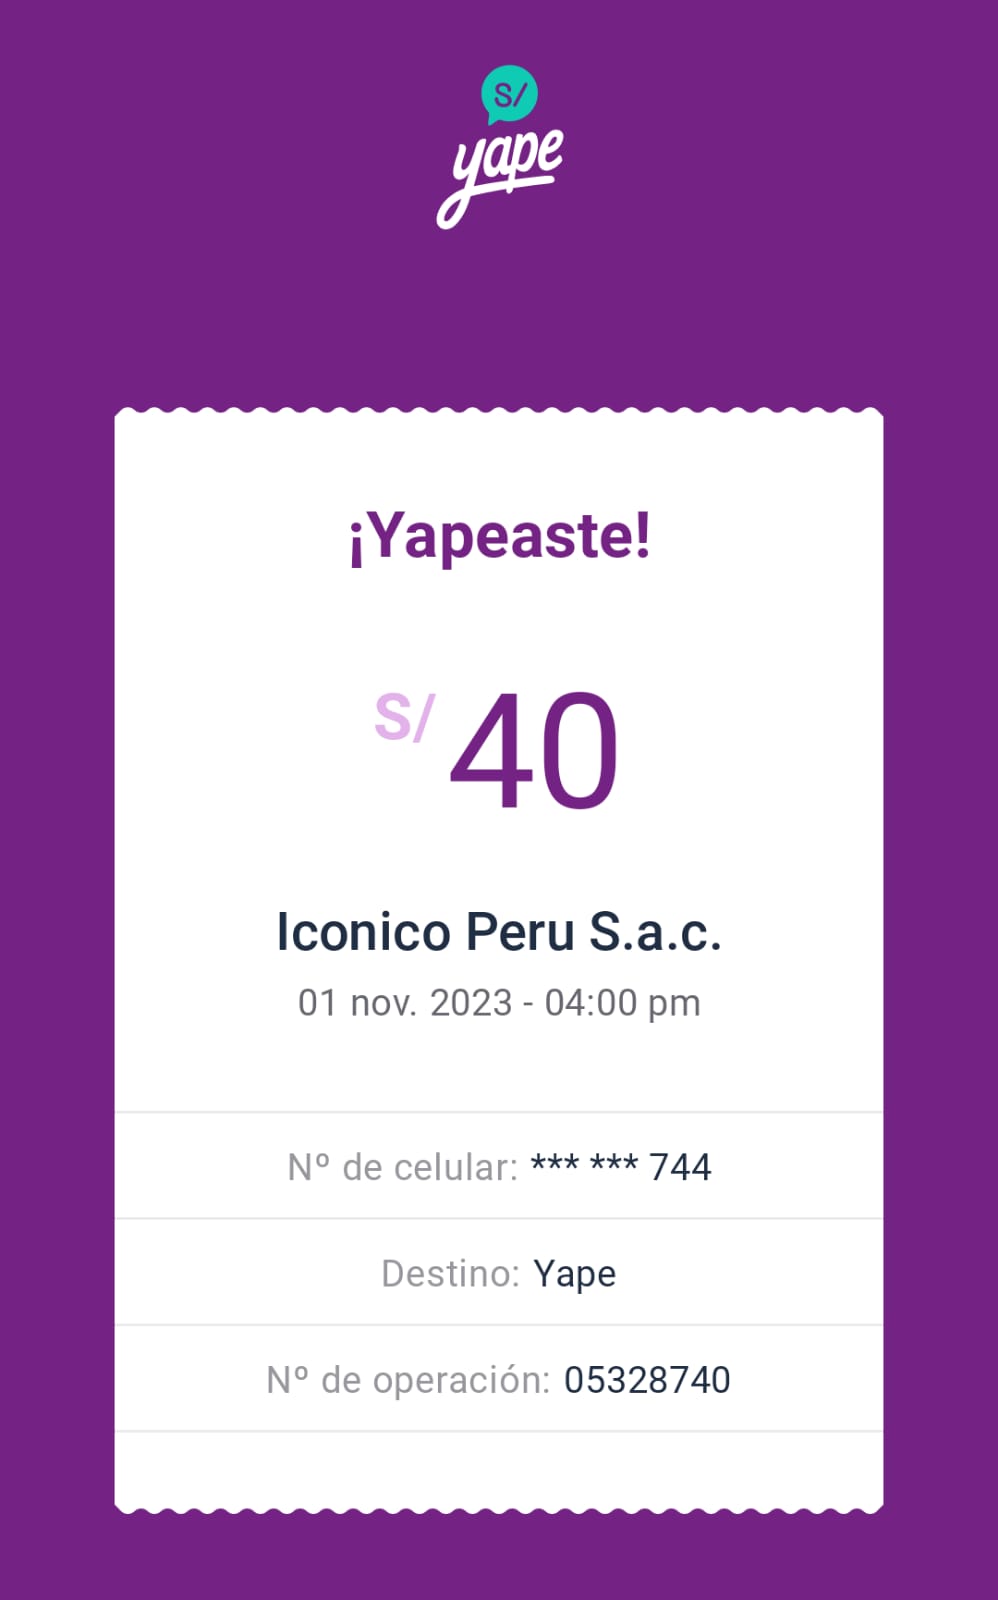 S/
yape
¡Yapeaste!
S/ 40
Iconico Peru S.a.c.
01 nov. 2023 - 04:00 pm
Nº de celular: *** *** 744
Destino: Yape
Nº de operación: 05328740